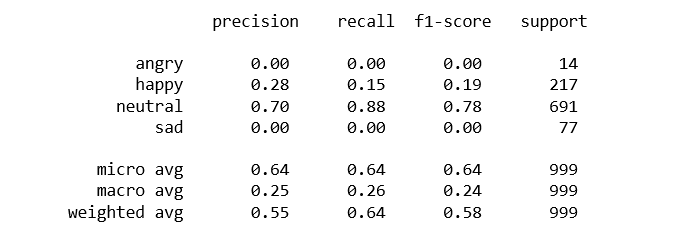 precision recall f1-score support
angry 0.00 0.00 0.00 14
happy 0.28 0.15 0.19 217
neutral 0.70 0.88 0.78 691
sad 0.00 0.00 0.00 77
micro avg 0.64 0.64 0.64 999
macro avg 0.25 0.26 0.24 999
weighted avg 0.55 0.64 0.58 999